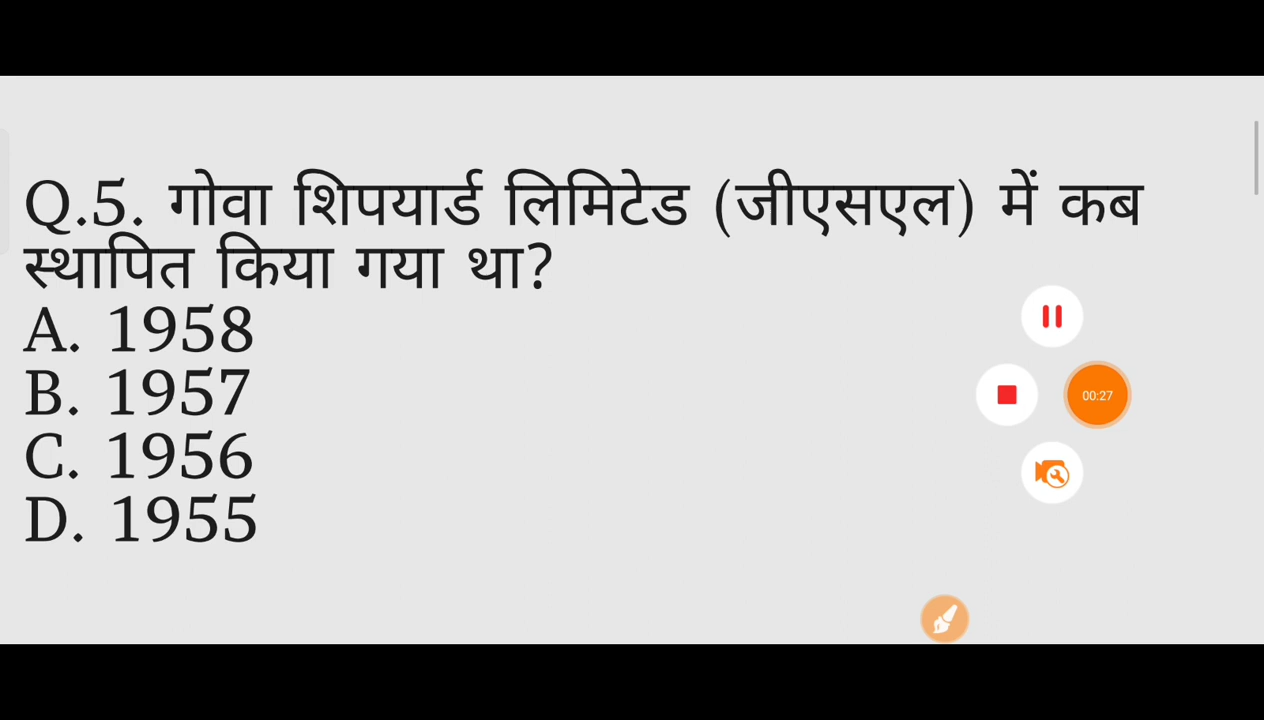 Q.5. गोवा शिपयार्ड लिमिटेड (जीएसएल) में कब
स्थापित किया गया था?
A. 1958
B. 1957
C. 1956
D. 1955
00:27